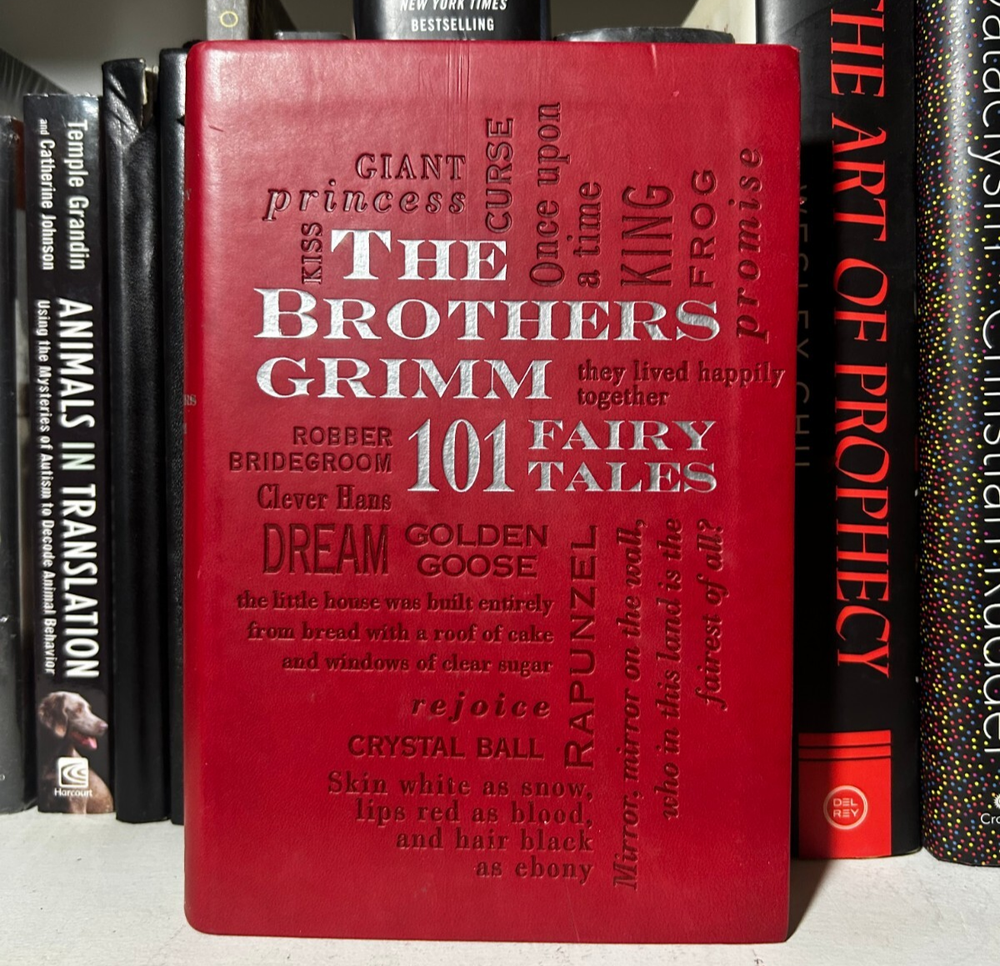 NEW YORK TIMES
BESTSELLING
Temple Grandin
and Catherine Johnson
ANIMALS IN TRANSLATION
Using the Mysteries of Autism to Decode Animal Behavior
Harcourt
GIANT
princess
KISS
CURSE
Once upon
a time
KING
FROG
promise
THE
BROTHERS
GRIMM
they lived happily
together
ROBBER
BRIDEGROOM
Clever Hans
101 FAIRY
TALES
DREAM
GOLDEN
GOOSE
the little house was built entirely
from bread with a roof of cake
and windows of clear sugar
RAPUNZEL
Mirror, mirror on the wall,
who in this land is the
fairest of all?
rejoice
CRYSTAL BALL
Skin white as snow,
lips red as blood,
and hair black
as ebony
WESLEY CHU
THE ART OF PROPHECY
DEL
REY